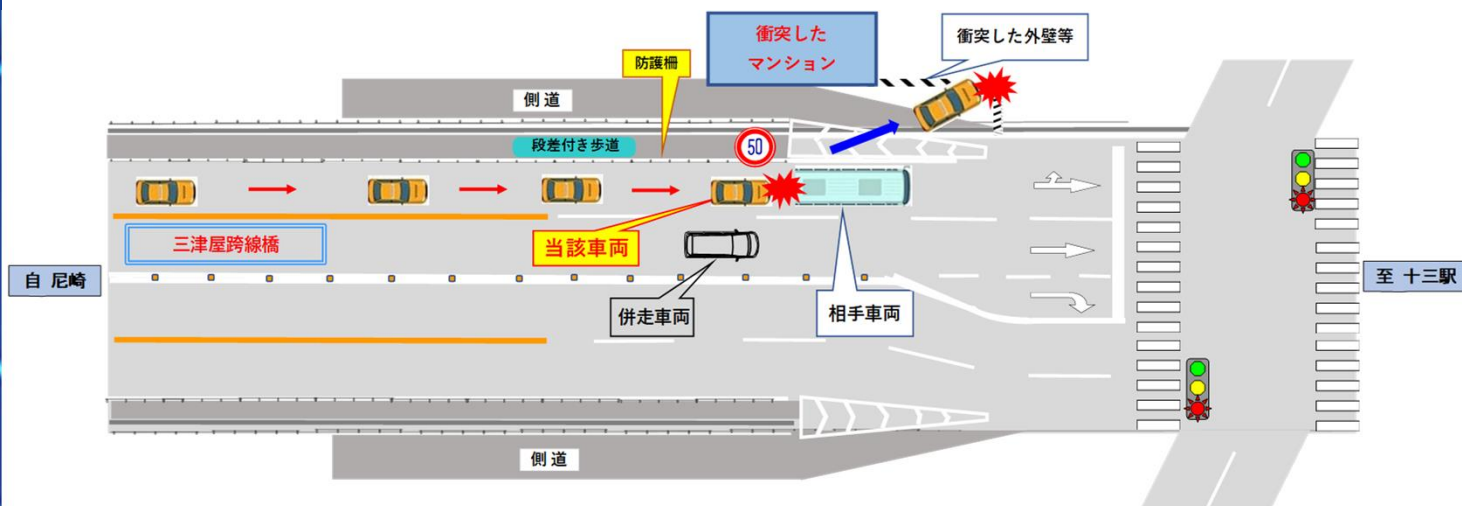 衝突した
マンション
衝突した外壁等
防護柵
側道
段差付き歩道
50
三津屋跨線橋
当該車両
自 尼崎
至 十三駅
併走車両
相手車両
側道